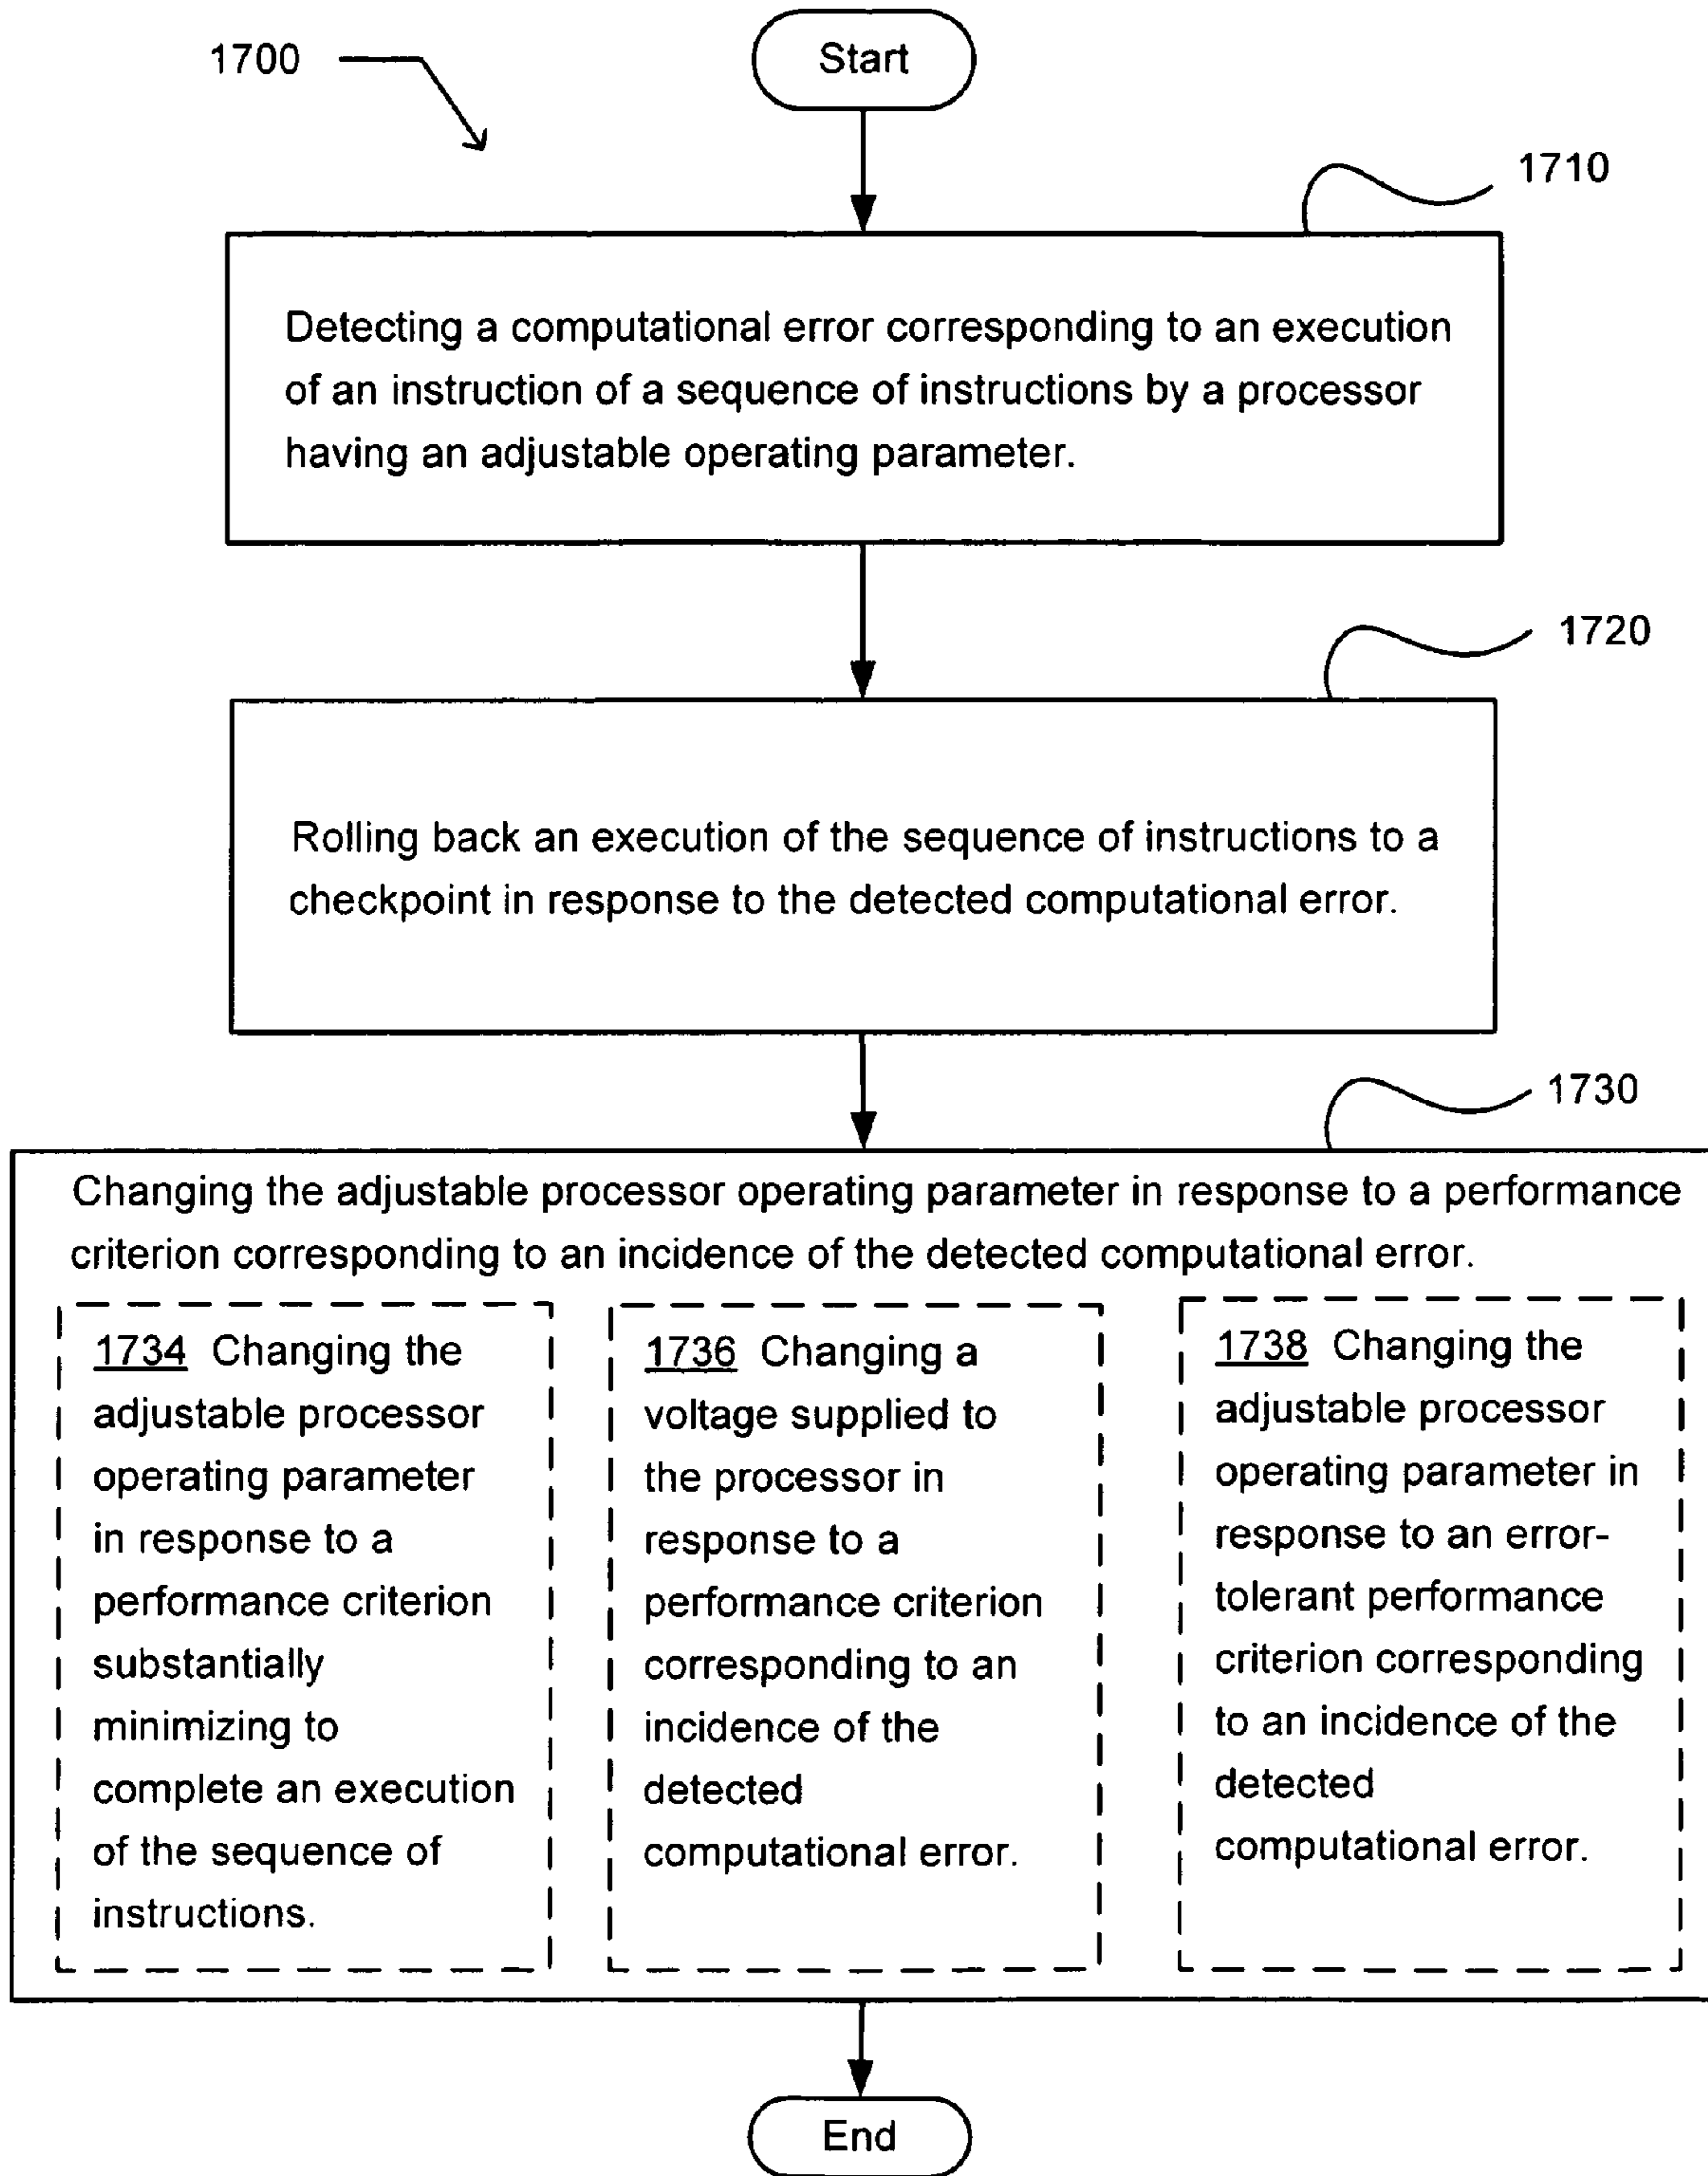 1700
Start
1710
Detecting a computational error corresponding to an execution
of an instruction of a sequence of instructions by a processor
having an adjustable operating parameter.
1720
Rolling back an execution of the sequence of instructions to a
checkpoint in response to the detected computational error.
1730
Changing the adjustable processor operating parameter in response to a performance
criterion corresponding to an incidence of the detected computational error.
1734 Changing the
adjustable processor
operating parameter
in response to a
performance criterion
substantially
minimizing to
complete an execution
of the sequence of
instructions.
1736 Changing a
voltage supplied to
the processor in
response to a
performance criterion
corresponding to an
incidence of the
detected
computational error.
1738 Changing the
adjustable processor
operating parameter in
response to an error-
tolerant performance
criterion corresponding
to an incidence of the
detected
computational error.
End